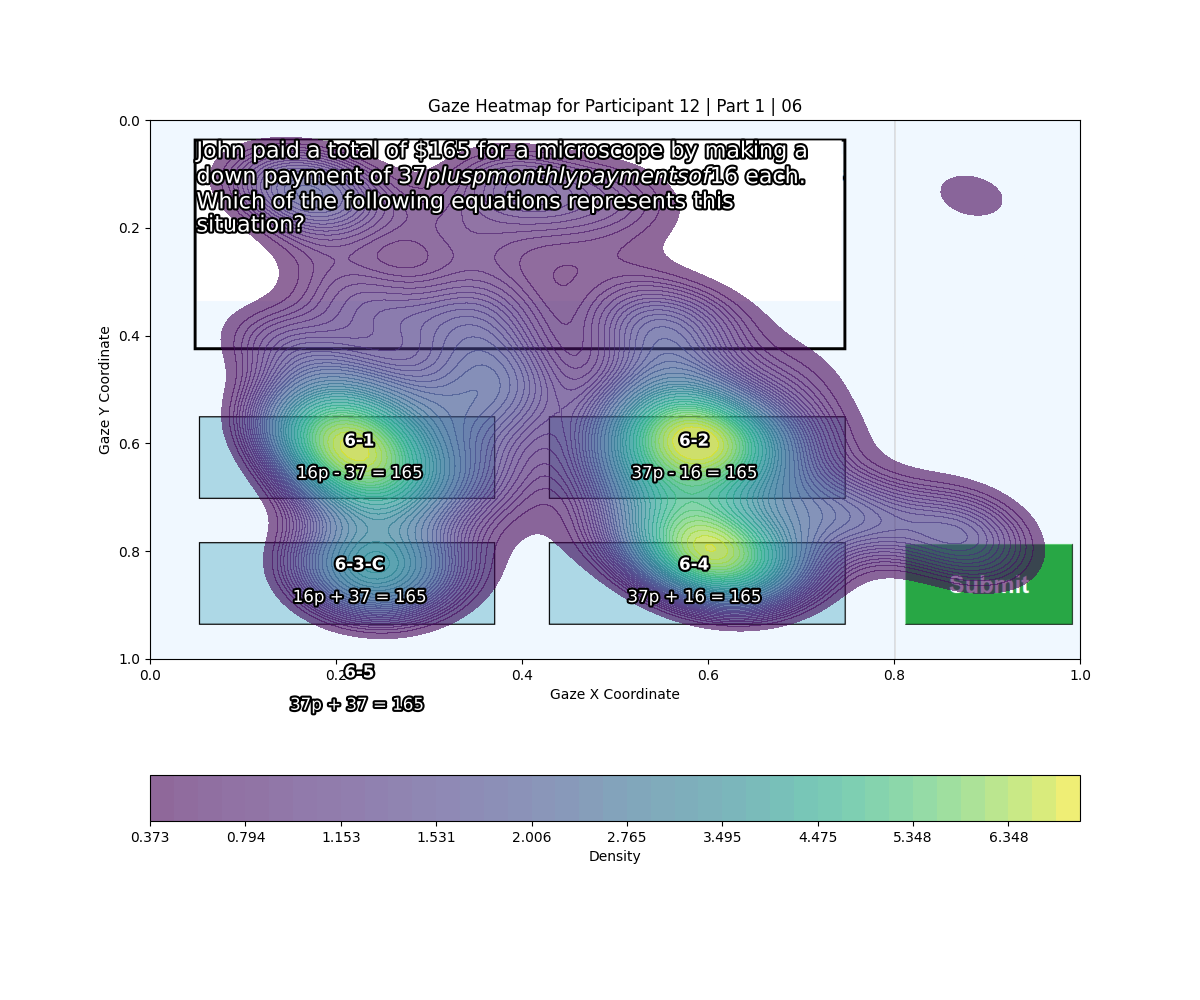 Gaze Heatmap for Participant 12 | Part 1 | 06
John paid a total of $165 for a microscope by making a
down payment of 37pluspmonthlypaymentsof16 each.
Which of the following equations represents this
situation?
6-1
16p - 37 = 165
6-2
37p - 16 = 165
6-3-C
16p + 37 = 165
6-4
37p + 16 = 165
Submit
6-5
37p + 37 = 165
0.0
0.2
0.4
0.6
0.8
1.0
Gaze Y Coordinate
0.0
0.2
0.4
0.6
0.8
1.0
Gaze X Coordinate
0.373
0.794
1.153
1.531
2.006
2.765
3.495
4.475
5.348
6.348
Density